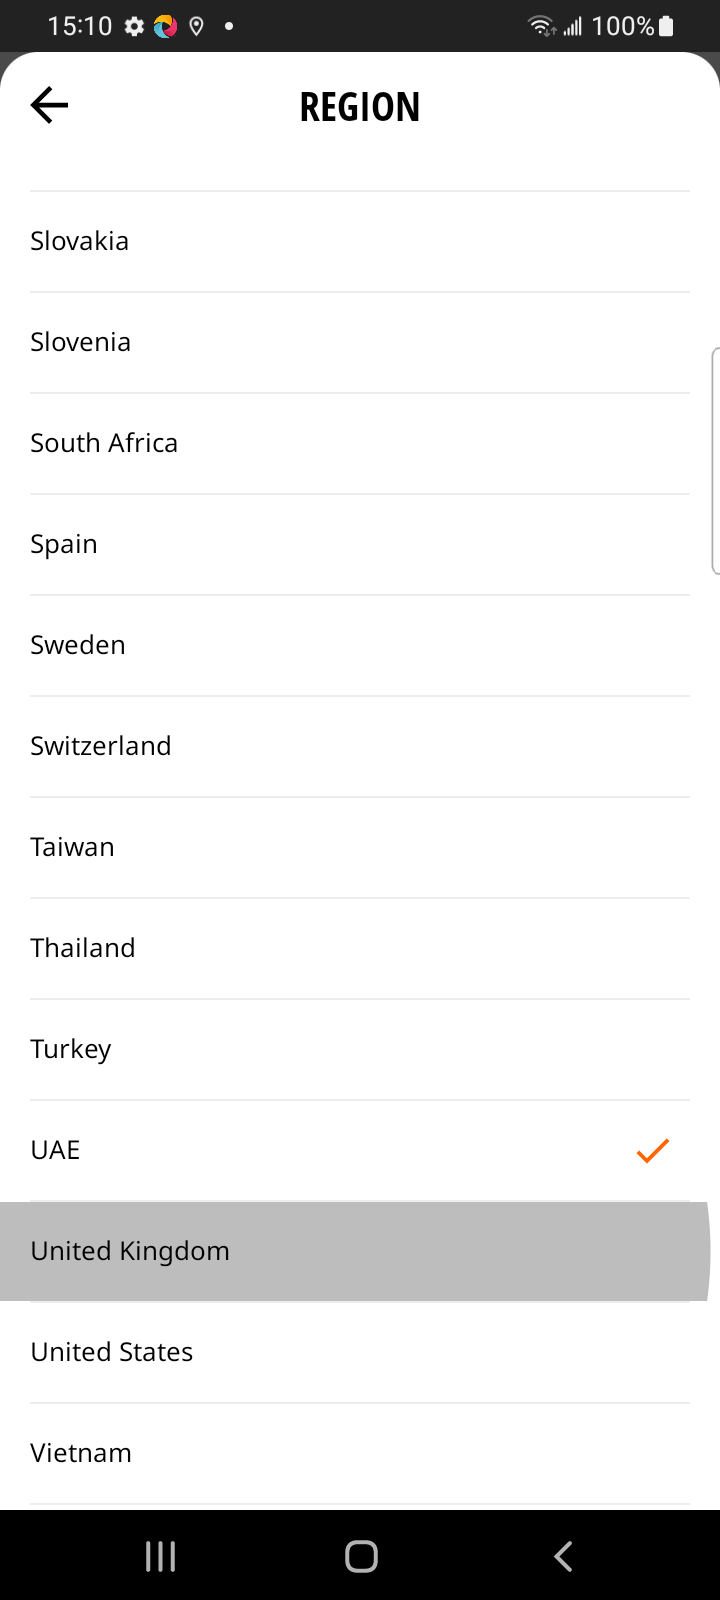 15:10
100%
REGION
Slovakia
Slovenia
South Africa
Spain
Sweden
Switzerland
Taiwan
Thailand
Turkey
UAE
United Kingdom
United States
Vietnam